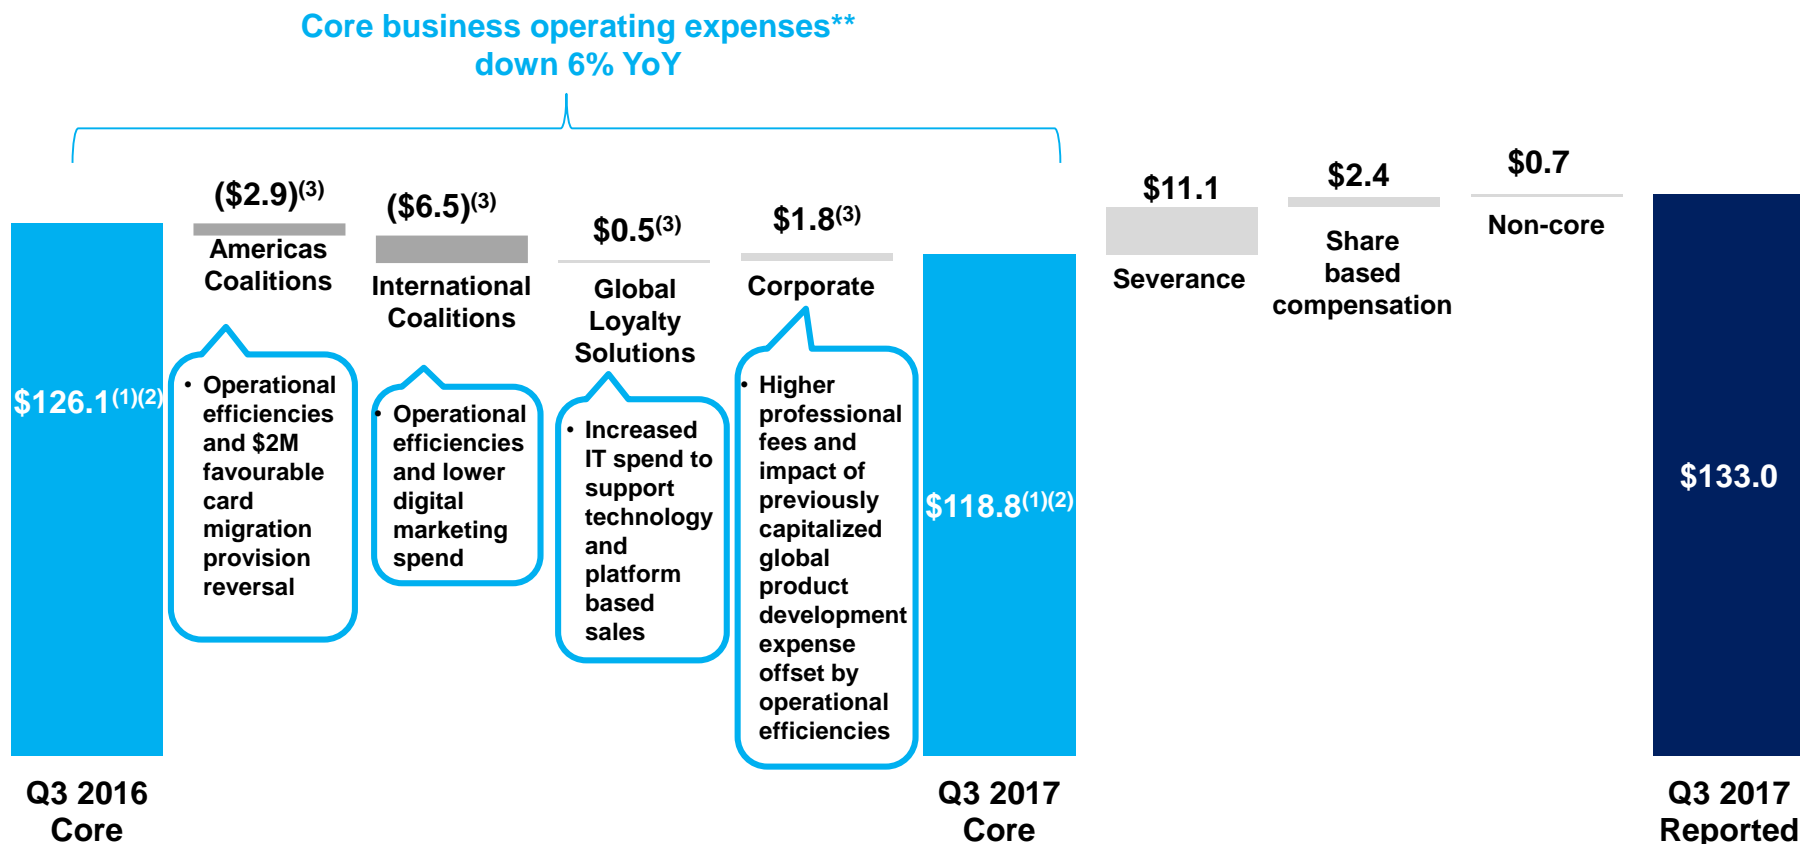 Core business operating expenses**
down 6% YoY
($2.9)(3)
Americas
Coalitions
• Operational
efficiencies
and $2M
favourable
card
migration
provision
reversal
($6.5)(3)
International
Coalitions
• Operational
efficiencies
and lower
digital
marketing
spend
$0.5(3)
Global
Loyalty
Solutions
• Increased
IT spend to
support
technology
and
platform
based
sales
$1.8(3)
Corporate
• Higher
professional
fees and
impact of
previously
capitalized
global
product
development
expense
offset by
operational
efficiencies
$11.1
Severance
$2.4
Share
based
compensation
$0.7
Non-core
$126.1(1)(2)
$118.8(1)(2)
$133.0
Q3 2016
Core
Q3 2017
Core
Q3 2017
Reported